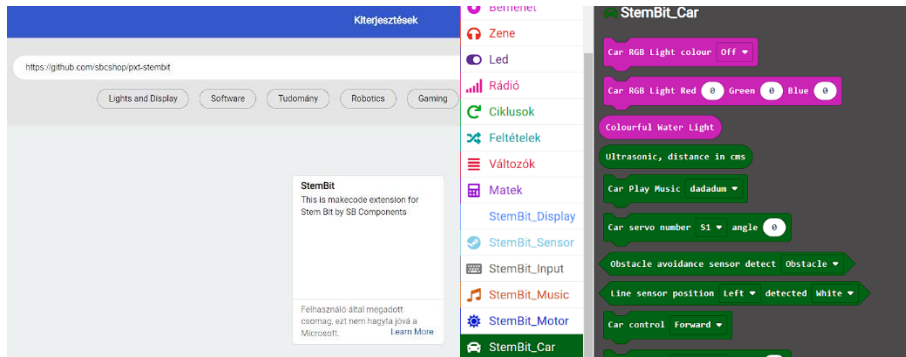 Kiterjesztések
https://github.com/sbcshop/pxt-stembit
Lights and Display
Software
Tudomány
Robotics
Gaming
StemBit
This is makecode extension for
Stem Bit by SB Components
Felhasználó által megadott
csomag, ezt nem hagyta jóvá a
Microsoft.
Learn More
Bemenet
Zene
Led
Rádió
Ciklusok
Feltételek
Változók
Matek
StemBit_Display
StemBit_Sensor
StemBit_Input
StemBit_Music
StemBit_Motor
StemBit_Car
StemBit_Car
Car RGB Light colour Off
Car RGB Light Red 0 Green 0 Blue 0
Colourful Water Light
Ultrasonic, distance in cms
Car Play Music dadadum
Car servo number S1 angle 0
Obstacle avoidance sensor detect Obstacle
Line sensor position Left detected White
Car control Forward